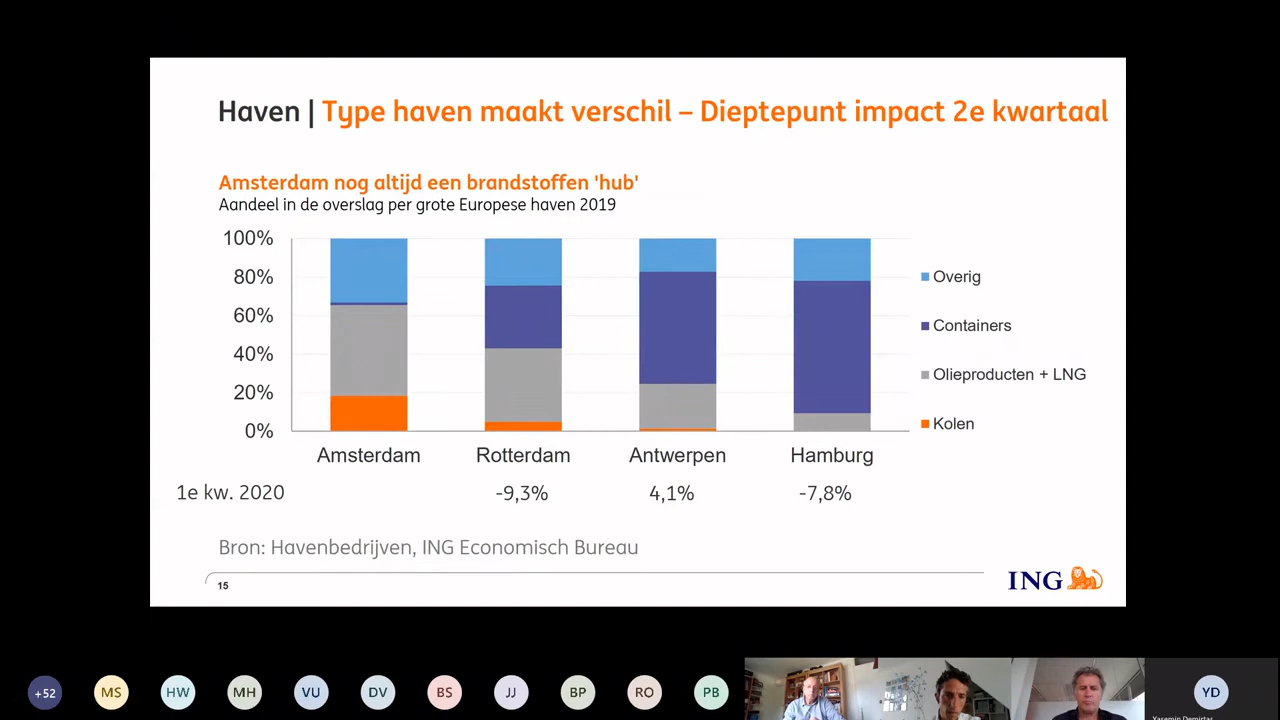 Haven | Type haven maakt verschil – Dieptepunt impact 2e kwartaal
Amsterdam nog altijd een brandstoffen 'hub'
Aandeel in de overslag per grote Europese haven 2019
100%
80%
60%
40%
20%
0%
Overig
Containers
Olieproducten + LNG
Kolen
Amsterdam Rotterdam Antwerpen Hamburg
1e kw. 2020 -9,3% 4,1% -7,8%
Bron: Havenbedrijven, ING Economisch Bureau
15
ING
+52 MS HW MH VU DV BS JJ BP RO PB YD
Yasemin Demirtas